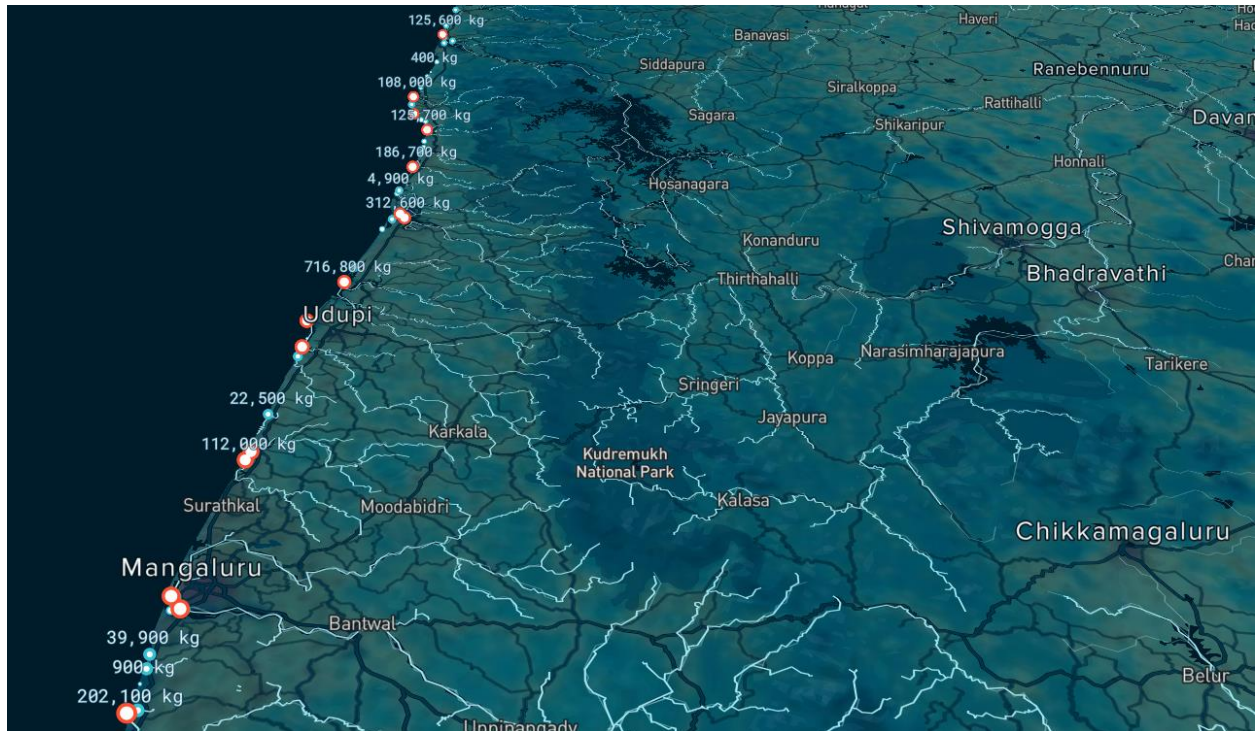 125,600 kg
Haveri
Banavasi
400 kg
Siddapura
Ranebennuru
108,000 kg
Siralkoppa
Rattihalli
125,700 kg
Sagara
Shikaripur
Davan
186,700 kg
Honnali
4,900 kg
Hosanagara
312,600 kg
Shivamogga
Konanduru
716,800 kg
Thirthahalli
Bhadravathi
Chan
Udupi
Koppa
Narasimharajapura
Tarikere
Sringeri
22,500 kg
Jayapura
112,000 kg
Karkala
Kudremukh
National Park
Kalasa
Surathkal
Moodabidri
Chikkamagaluru
Mangaluru
Bantwal
39,900 kg
900 kg
Belur
202,100 kg
Uppinangady